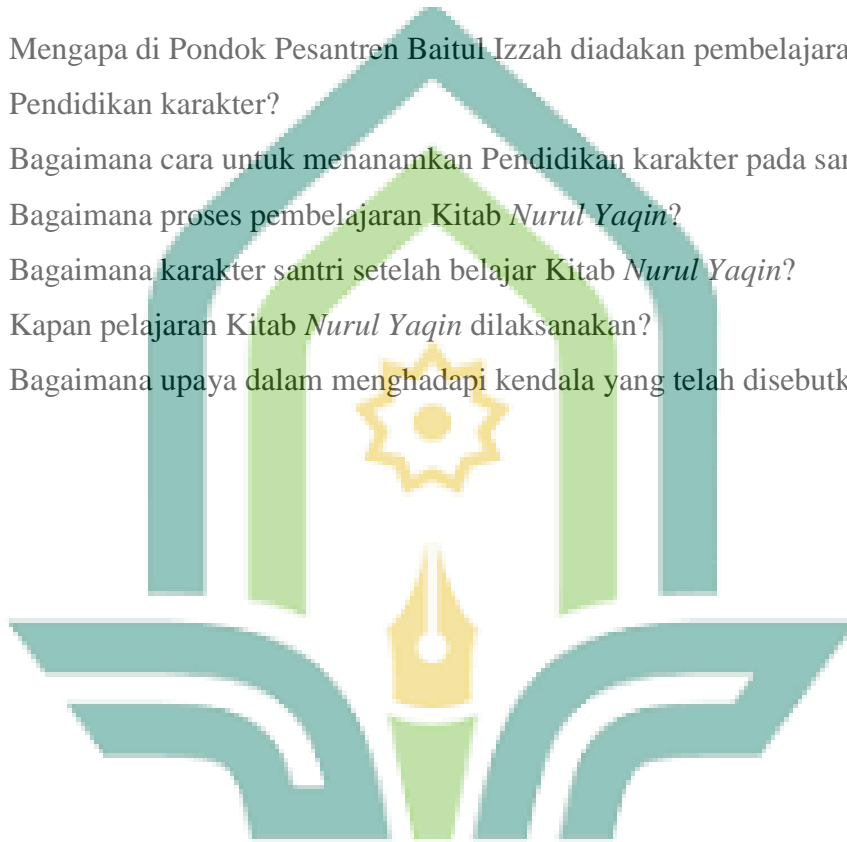 Mengapa di Pondok Pesantren Baitul Izzah diadakan pembelajara
Pendidikan karakter?
Bagaimana cara untuk menanamkan Pendidikan karakter pada san
Bagaimana proses pembelajaran Kitab Nurul Yaqin?
Bagaimana karakter santri setelah belajar Kitab Nurul Yaqin?
Kapan pelajaran Kitab Nurul Yaqin dilaksanakan?
Bagaimana upaya dalam menghadapi kendala yang telah disebutk